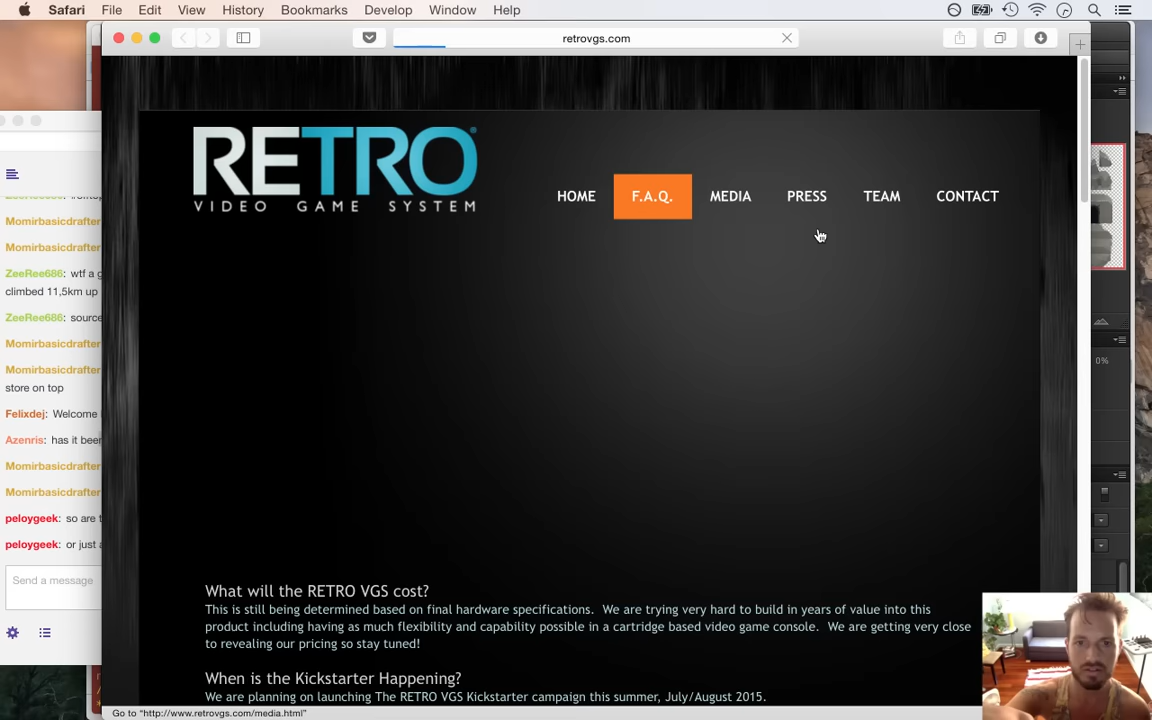 Safari File Edit View History Bookmarks Develop Window Help
retrovgs.com
RETRO
VIDEO GAME SYSTEM
HOME F.A.Q. MEDIA PRESS TEAM CONTACT
Momirbasicdrafter
Momirbasicdrafter
ZeeRee686: wtf a g
climbed 11,5km up
ZeeRee686: source
Momirbasicdrafter
Momirbasicdrafter
store on top
Felixdej: Welcome
Azenris: has it been
Momirbasicdrafter
Momirbasicdrafter
peloygeek: so are t
peloygeek: or just a
Send a message
0%
What will the RETRO VGS cost?
This is still being determined based on final hardware specifications. We are trying very hard to build in years of value into this
product including having as much flexibility and capability possible in a cartridge based video game console. We are getting very close
to revealing our pricing so stay tuned!
When is the Kickstarter Happening?
We are planning on launching The RETRO VGS Kickstarter campaign this summer, July/August 2015.
Go to "http://www.retrovgs.com/media.html"